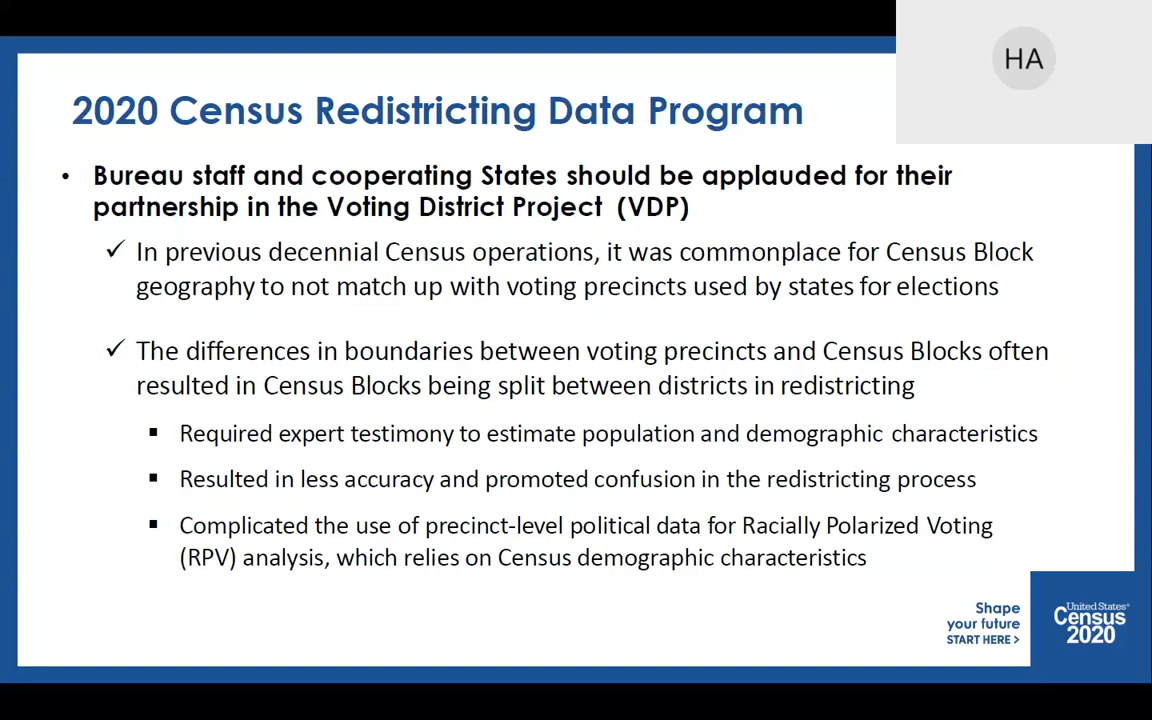 HA
2020 Census Redistricting Data Program
• Bureau staff and cooperating States should be applauded for their
partnership in the Voting District Project (VDP)
✓ In previous decennial Census operations, it was commonplace for Census Block
geography to not match up with voting precincts used by states for elections
✓ The differences in boundaries between voting precincts and Census Blocks often
resulted in Census Blocks being split between districts in redistricting
▪ Required expert testimony to estimate population and demographic characteristics
▪ Resulted in less accuracy and promoted confusion in the redistricting process
▪ Complicated the use of precinct-level political data for Racially Polarized Voting
(RPV) analysis, which relies on Census demographic characteristics
Shape
your future
START HERE >
United States®
Census
2020